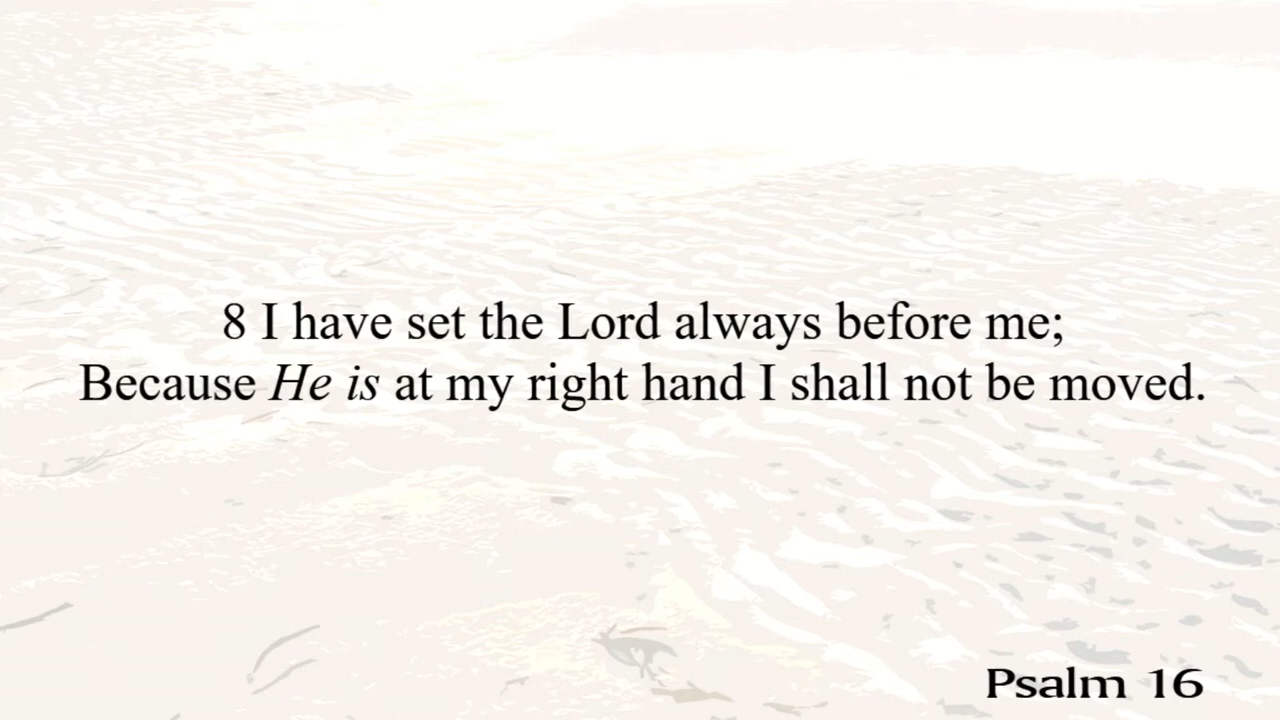 8 I have set the Lord always before me;
Because He is at my right hand I shall not be moved.
Psalm 16